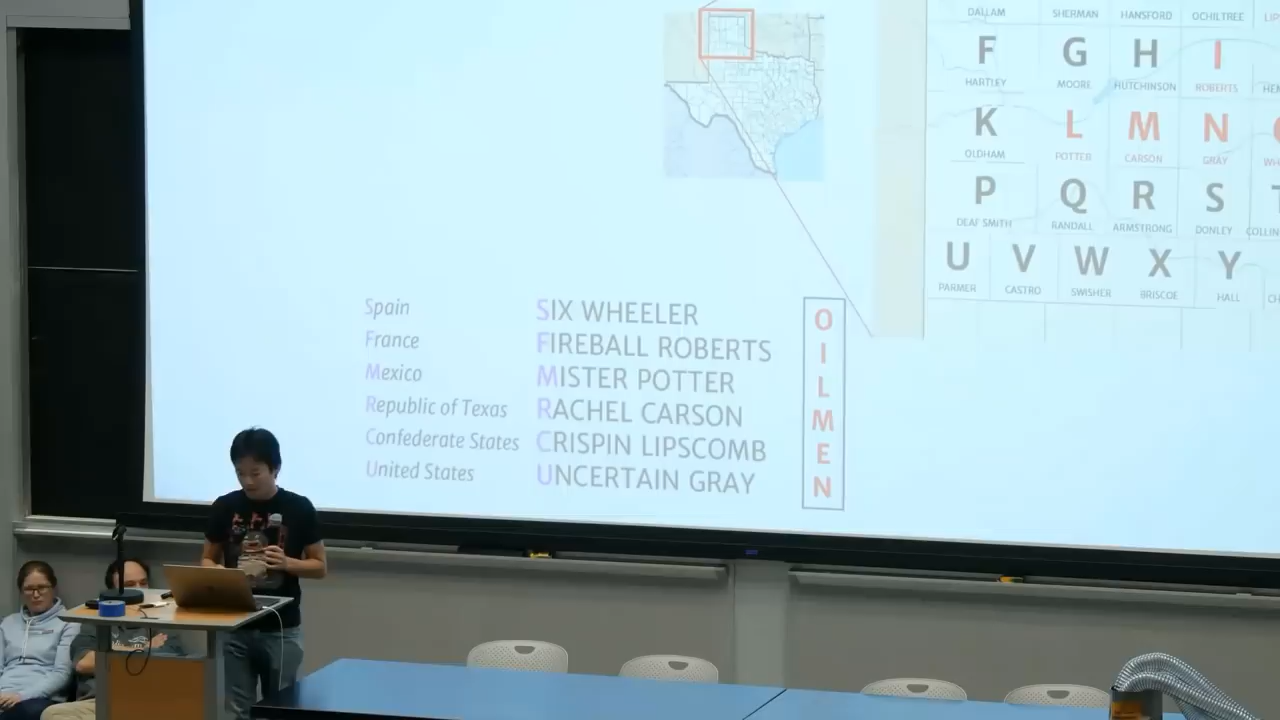 DALLAM SHERMAN HANSFORD OCHILTREE
F G H I
HARTLEY MOORE HUTCHINSON ROBERTS
K L M N
OLDHAM POTTER CARSON GRAY
P Q R S
DEAF SMITH RANDALL ARMSTRONG DONLEY
U V W X Y
PARMER CASTRO SWISHER BRISCOE HALL
Spain SIX WHEELER O
France FIREBALL ROBERTS I
Mexico MISTER POTTER L
Republic of Texas RACHEL CARSON M
Confederate States CRISPIN LIPSCOMB E
United States UNCERTAIN GRAY N